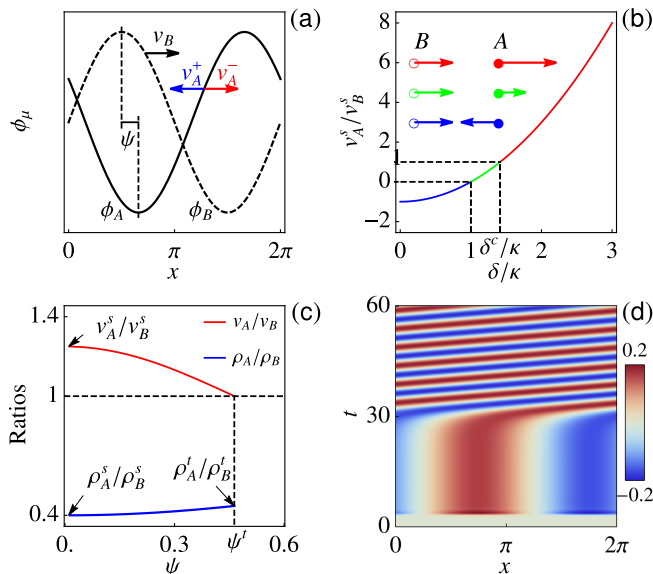 (a)
v_B
v_A^+
v_A^-
ϕ_μ
ψ
ϕ_A
ϕ_B
0
π
2π
x
(b)
8
6
4
2
1
0
−2
v_A^s/v_B^s
B
A
1
δ^c/κ
2
3
δ/κ
(c)
1.4
1
0.4
Ratios
v_A^s/v_B^s
v_A/v_B
ρ_A/ρ_B
ρ_A^s/ρ_B^s
ρ_A^t/ρ_B^t
0.
0.3
ψ^t
0.6
ψ
(d)
60
30
0
t
0.2
−0.2
0
π
2π
x